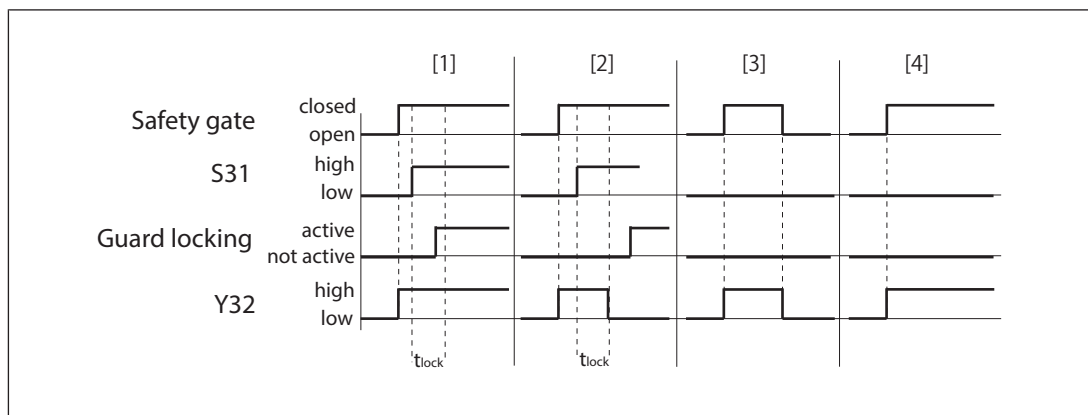 [1] [2] [3] [4]
Safety gate
closed
open
S31
high
low
Guard locking
active
not active
Y32
high
low
tlock tlock